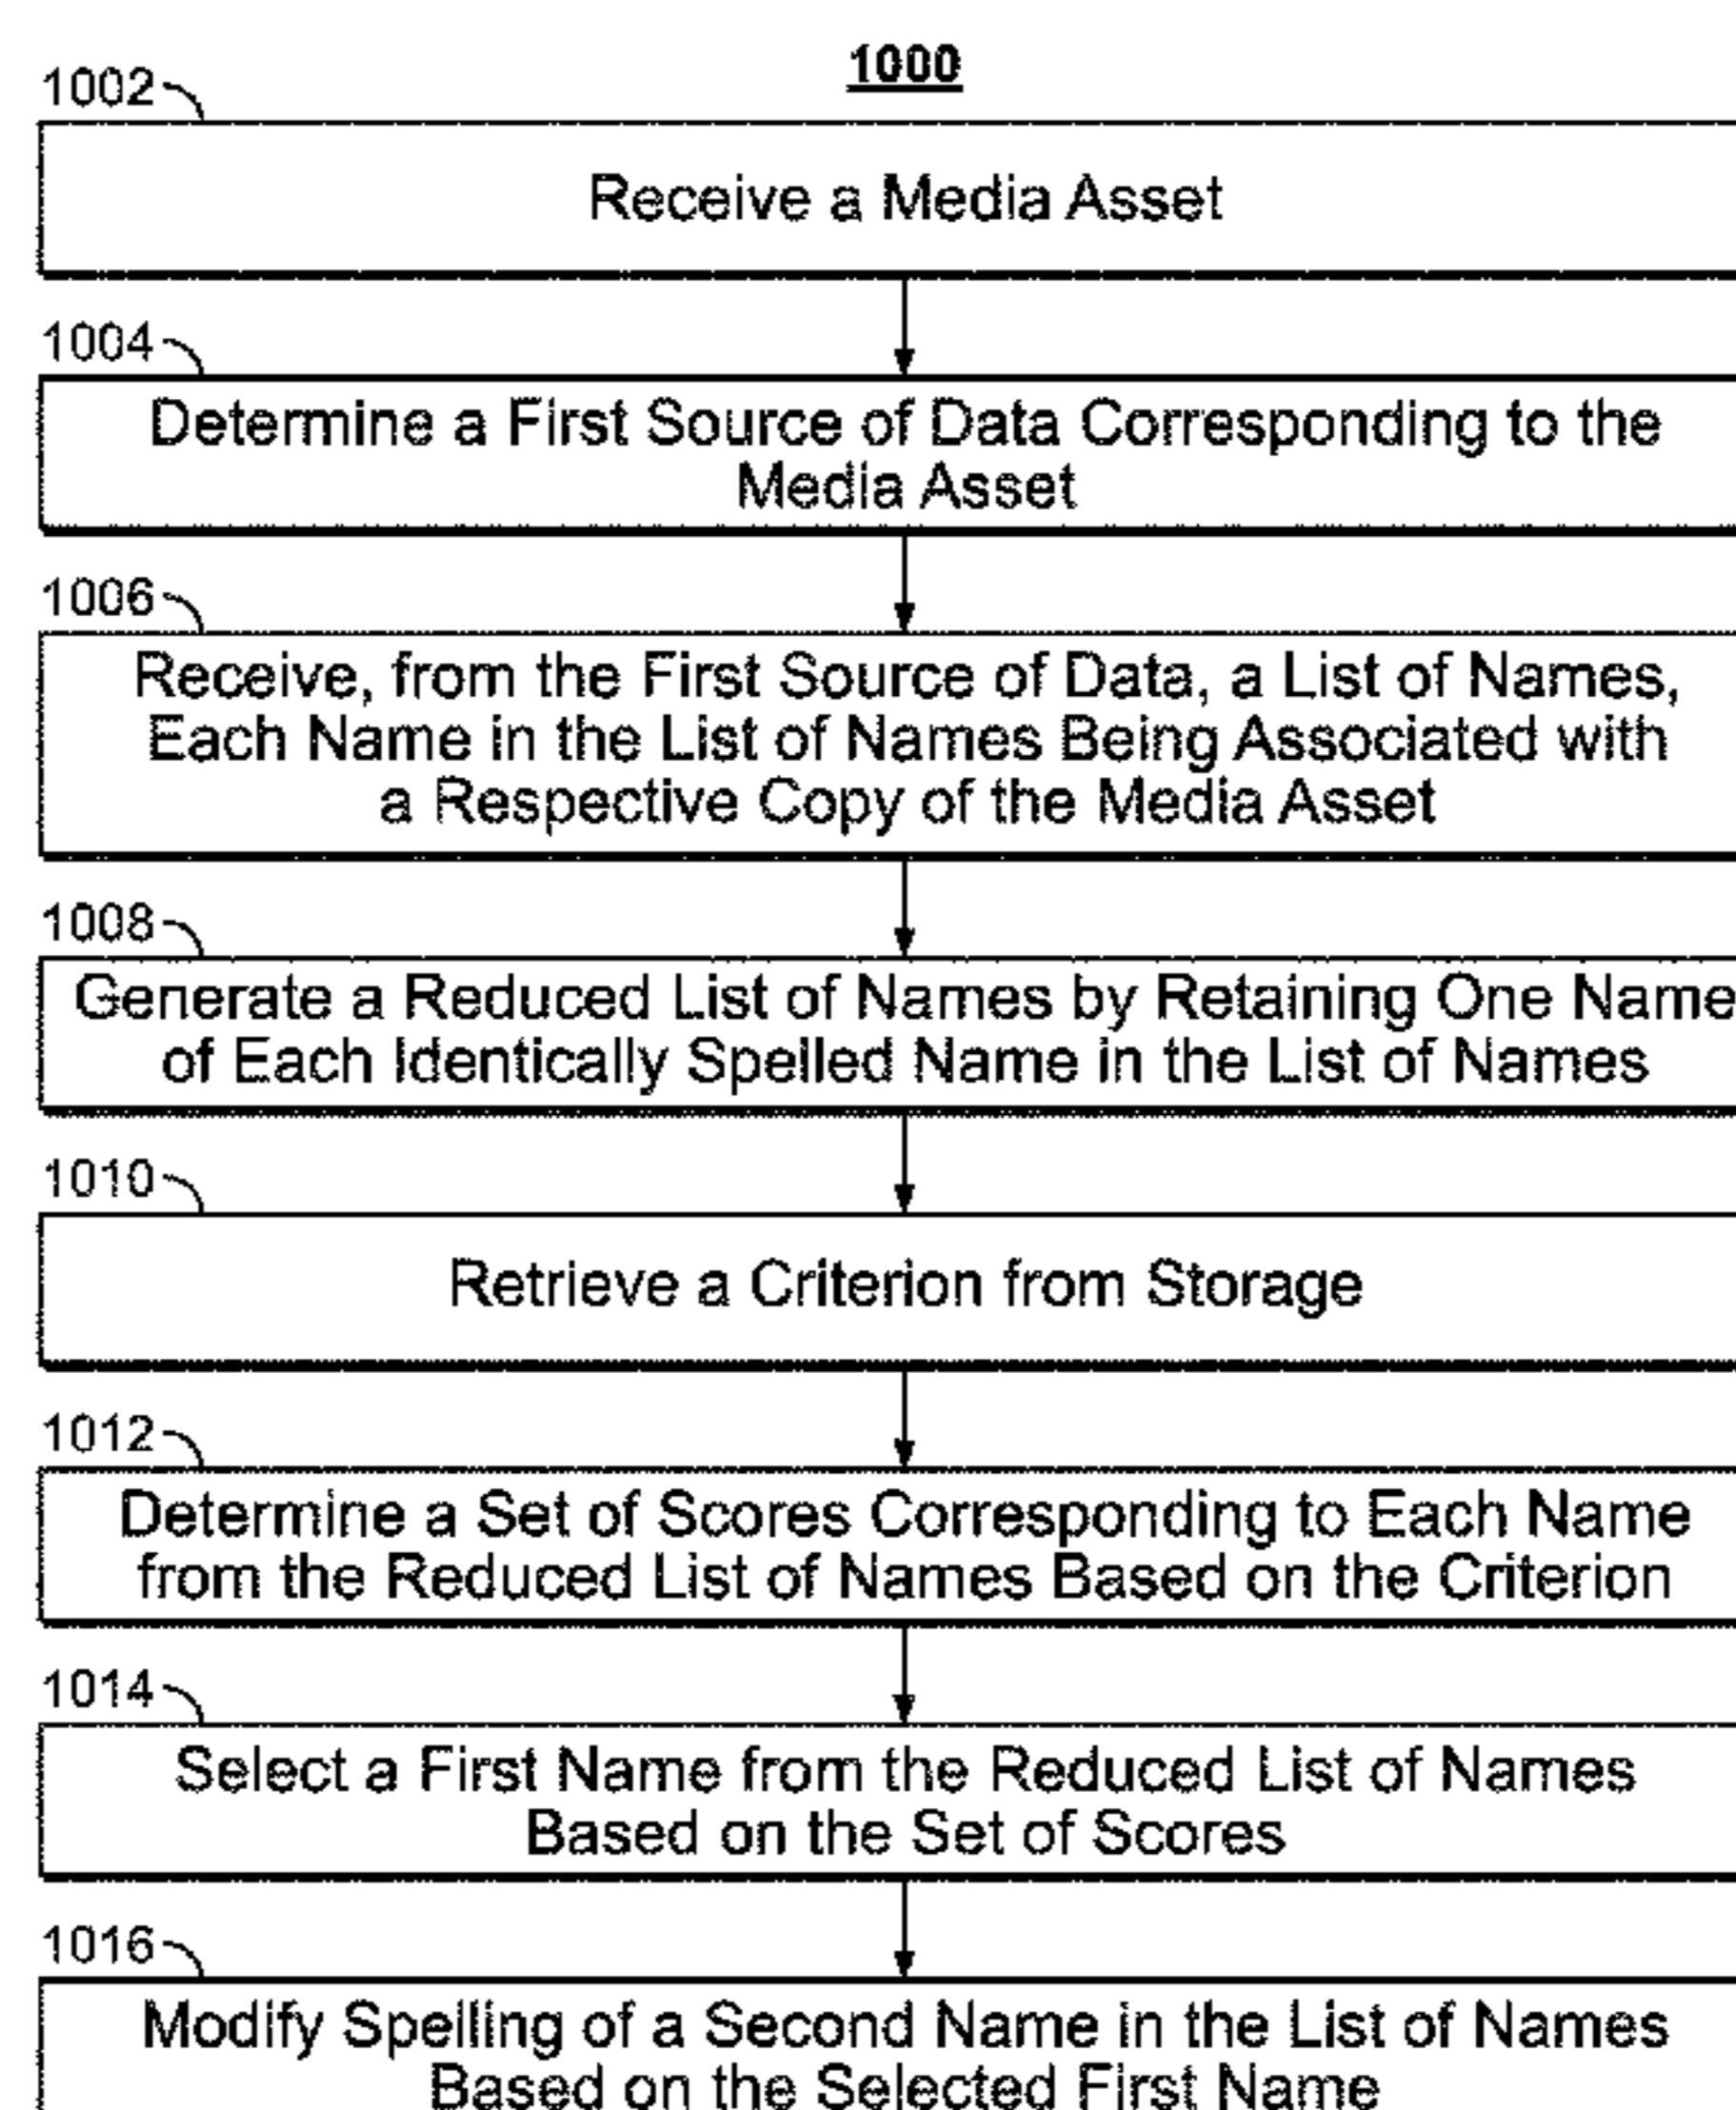 1000
1002
Receive a Media Asset
1004
Determine a First Source of Data Corresponding to the
Media Asset
1006
Receive, from the First Source of Data, a List of Names,
Each Name in the List of Names Being Associated with
a Respective Copy of the Media Asset
1008
Generate a Reduced List of Names by Retaining One Name
of Each Identically Spelled Name in the List of Names
1010
Retrieve a Criterion from Storage
1012
Determine a Set of Scores Corresponding to Each Name
from the Reduced List of Names Based on the Criterion
1014
Select a First Name from the Reduced List of Names
Based on the Set of Scores
1016
Modify Spelling of a Second Name in the List of Names
Based on the Selected First Name